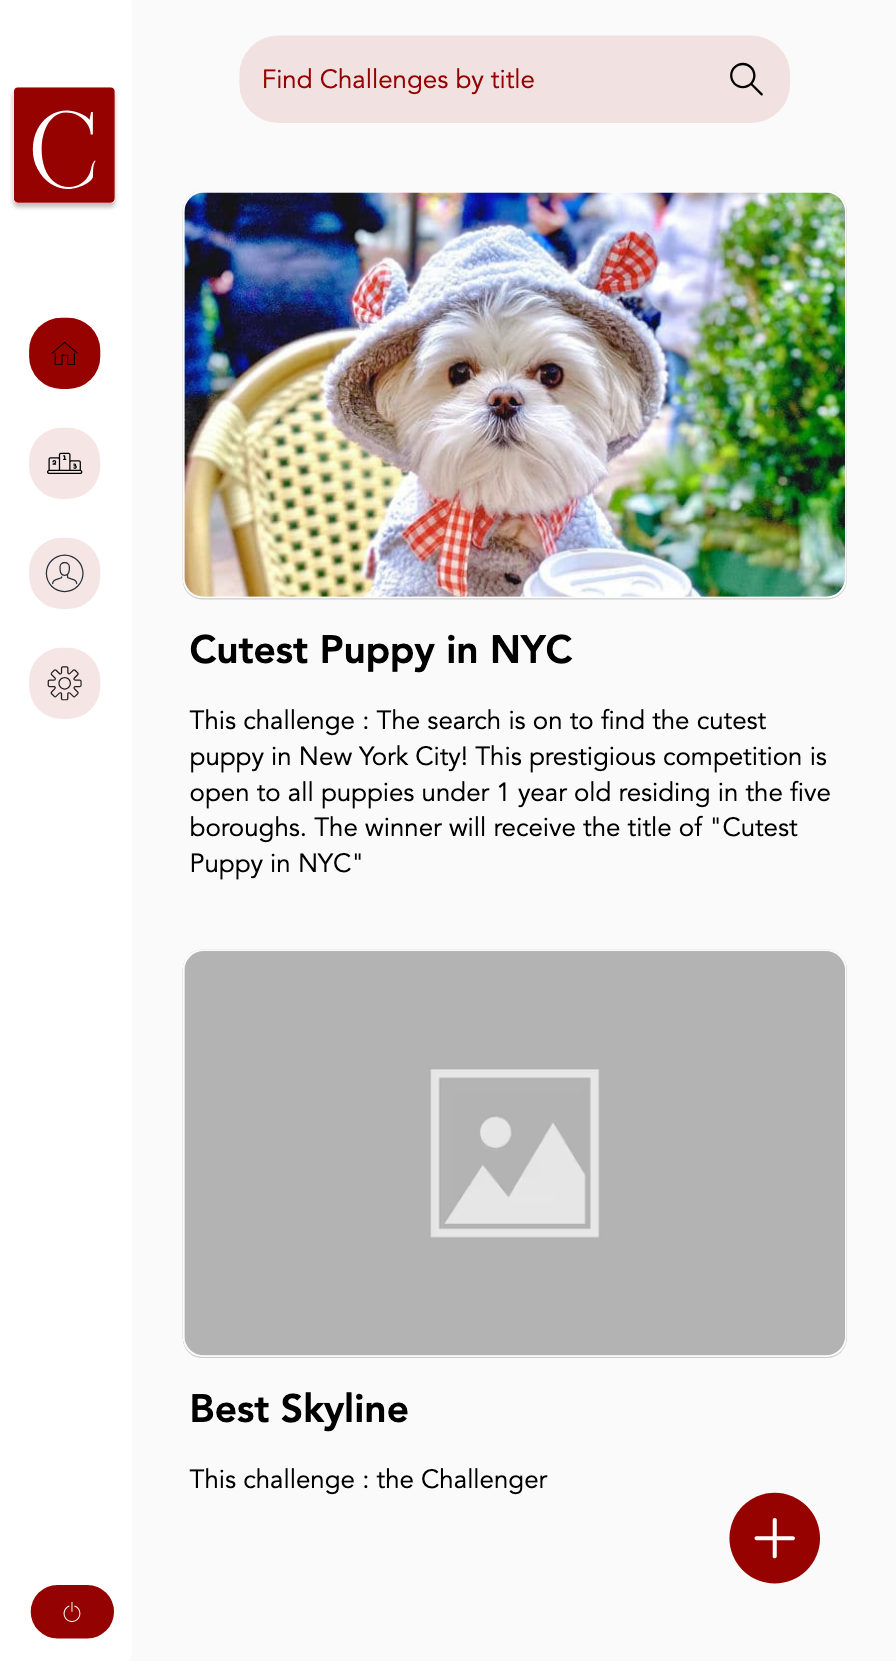 Find Challenges by title
C
2 1 3
Cutest Puppy in NYC
This challenge : The search is on to find the cutest
puppy in New York City! This prestigious competition is
open to all puppies under 1 year old residing in the five
boroughs. The winner will receive the title of "Cutest
Puppy in NYC"
Best Skyline
This challenge : the Challenger